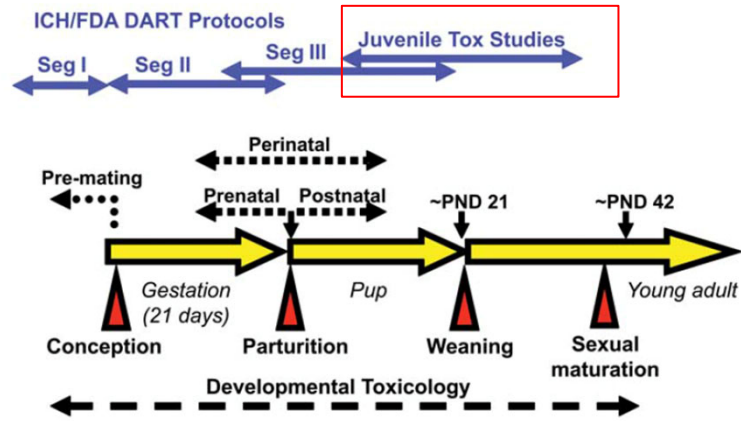 ICH/FDA DART Protocols
Juvenile Tox Studies
Seg I
Seg II
Seg III
Perinatal
Pre-mating
Prenatal
Postnatal
~PND 21
~PND 42
Gestation
(21 days)
Pup
Young adult
Conception
Parturition
Weaning
Sexual
maturation
Developmental Toxicology